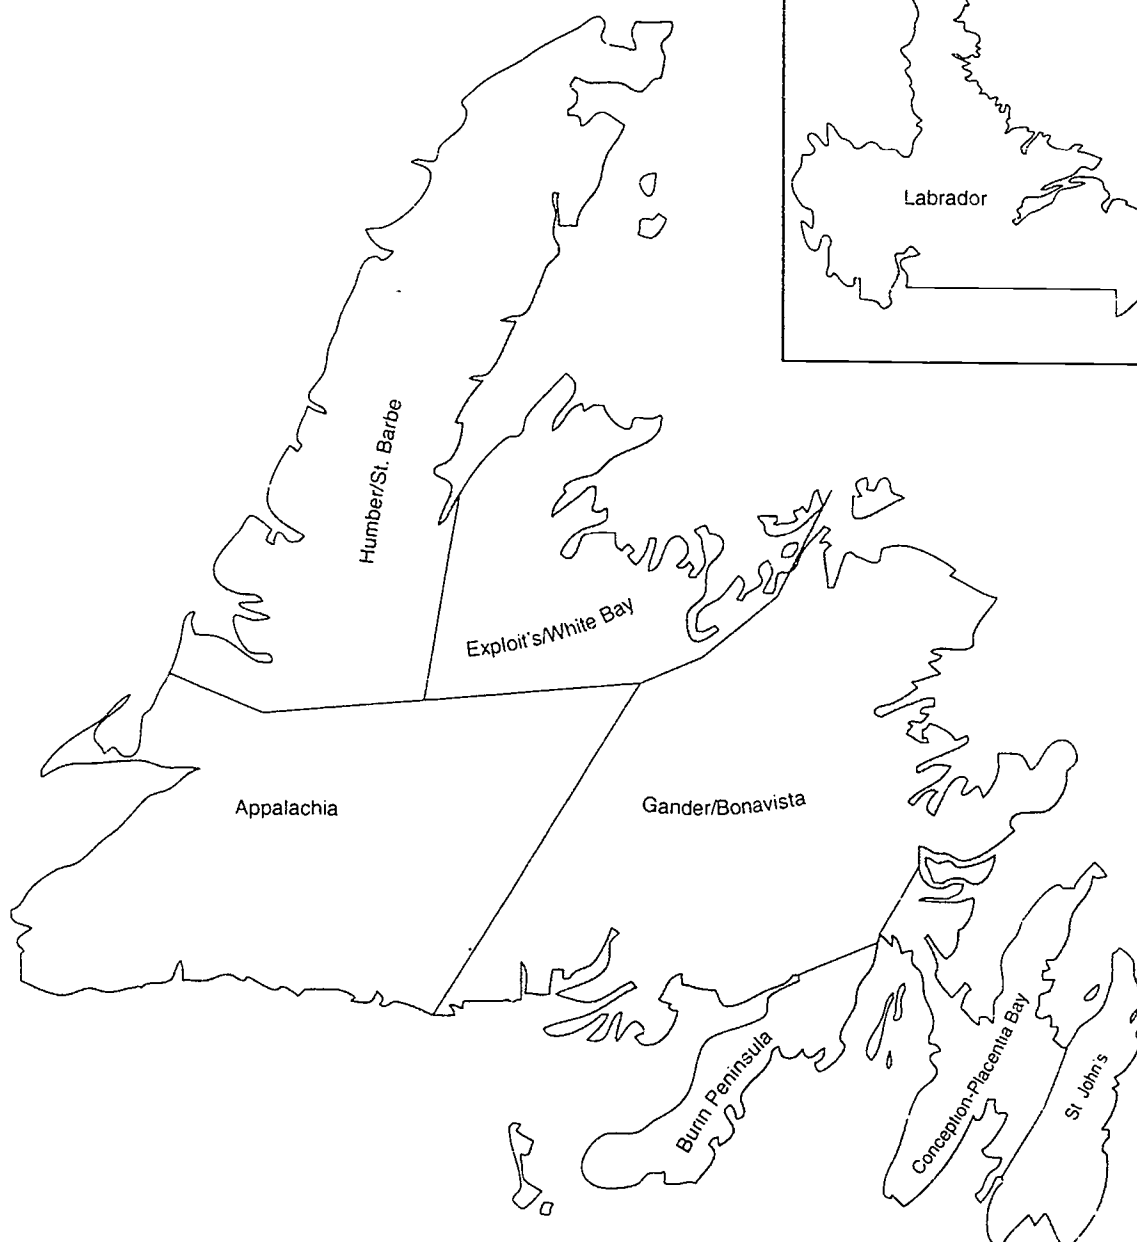 Labrador
Humber/St. Barbe
Exploit's/White Bay
Appalachia
Gander/Bonavista
Burin Peninsula
Conception-Placentia Bay
St John's